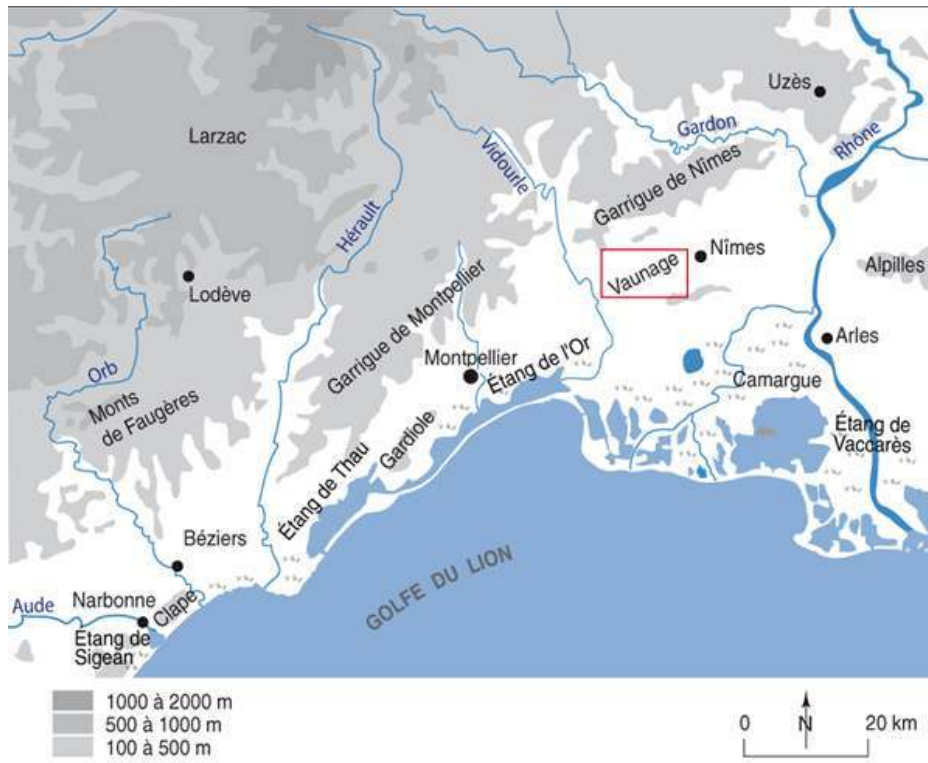 Uzès
Gardon
Rhône
Larzac
Vidourle
Garrigue de Nîmes
Hérault
Nîmes
Vaunage
Alpilles
Lodève
Garrigue de Montpellier
Arles
Orb
Montpellier
Étang de l'Or
Camargue
Monts
de Faugères
Étang de
Vaccarès
Gardiole
Étang de Thau
Béziers
GOLFE DU LION
Aude
Narbonne
Clape
Étang de
Sigean
1000 à 2000 m
500 à 1000 m
100 à 500 m
0
N
20 km